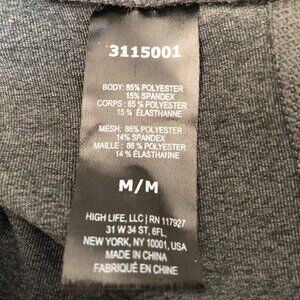 3115001
BODY: 85% POLYESTER
15% SPANDEX
CORPS: 85 % POLYESTER
15 % ÉLASTHANNE
MESH: 86% POLYESTER
14% SPANDEX
MAILLE : 86 % POLYESTER
14 % ÉLASTHANNE
M/M
HIGH LIFE, LLC | RN 117927
31 W 34 ST, 6FL,
NEW YORK, NY 10001, USA
MADE IN CHINA
FABRIQUÉ EN CHINE